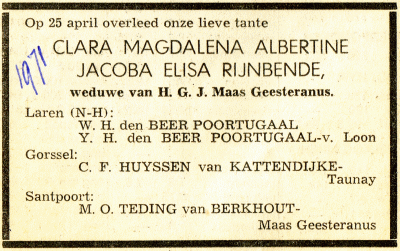 Op 25 april overleed onze lieve tante
CLARA MAGDALENA ALBERTINE
JACOBA ELISA RIJNBENDE,
1971
weduwe van H. G. J. Maas Geesteranus.
Laren (N-H):
W. H. den BEER POORTUGAAL
Y. H. den BEER POORTUGAAL-v. Loon
Gorssel:
C. F. HUYSSEN van KATTENDIJKE-
Taunay
Santpoort:
M. O. TEDING van BERKHOUT-
Maas Geesteranus